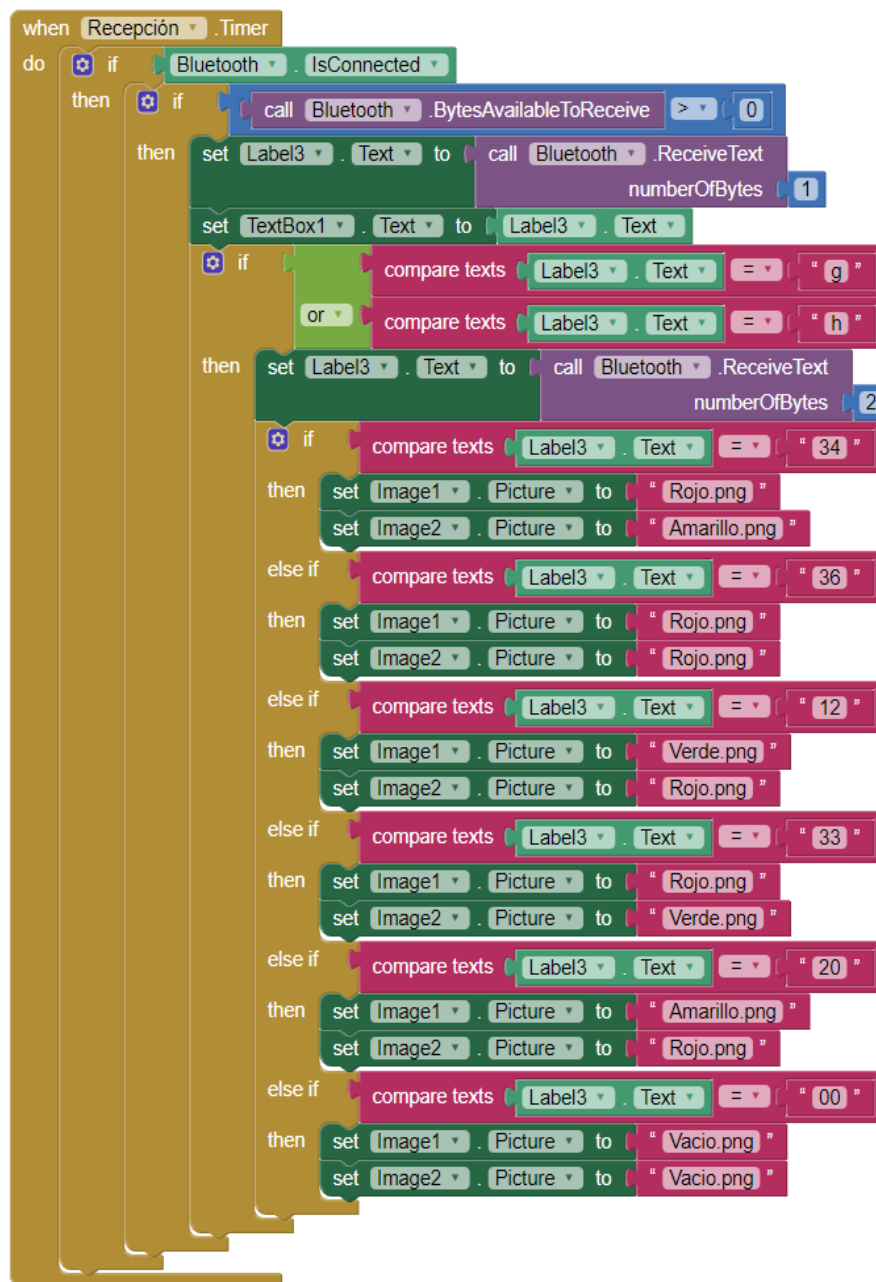 when Recepción .Timer
do if Bluetooth . IsConnected
then if call Bluetooth .BytesAvailableToReceive > 0
then set Label3 . Text to call Bluetooth .ReceiveText
numberOfBytes 1
set TextBox1 . Text to Label3 . Text
if compare texts Label3 . Text = " g "
or compare texts Label3 . Text = " h "
then set Label3 . Text to call Bluetooth .ReceiveText
numberOfBytes 2
if compare texts Label3 . Text = " 34 "
then set Image1 . Picture to " Rojo.png "
set Image2 . Picture to " Amarillo.png "
else if compare texts Label3 . Text = " 36 "
then set Image1 . Picture to " Rojo.png "
set Image2 . Picture to " Rojo.png "
else if compare texts Label3 . Text = " 12 "
then set Image1 . Picture to " Verde.png "
set Image2 . Picture to " Rojo.png "
else if compare texts Label3 . Text = " 33 "
then set Image1 . Picture to " Rojo.png "
set Image2 . Picture to " Verde.png "
else if compare texts Label3 . Text = " 20 "
then set Image1 . Picture to " Amarillo.png "
set Image2 . Picture to " Rojo.png "
else if compare texts Label3 . Text = " 00 "
then set Image1 . Picture to " Vacio.png "
set Image2 . Picture to " Vacio.png "